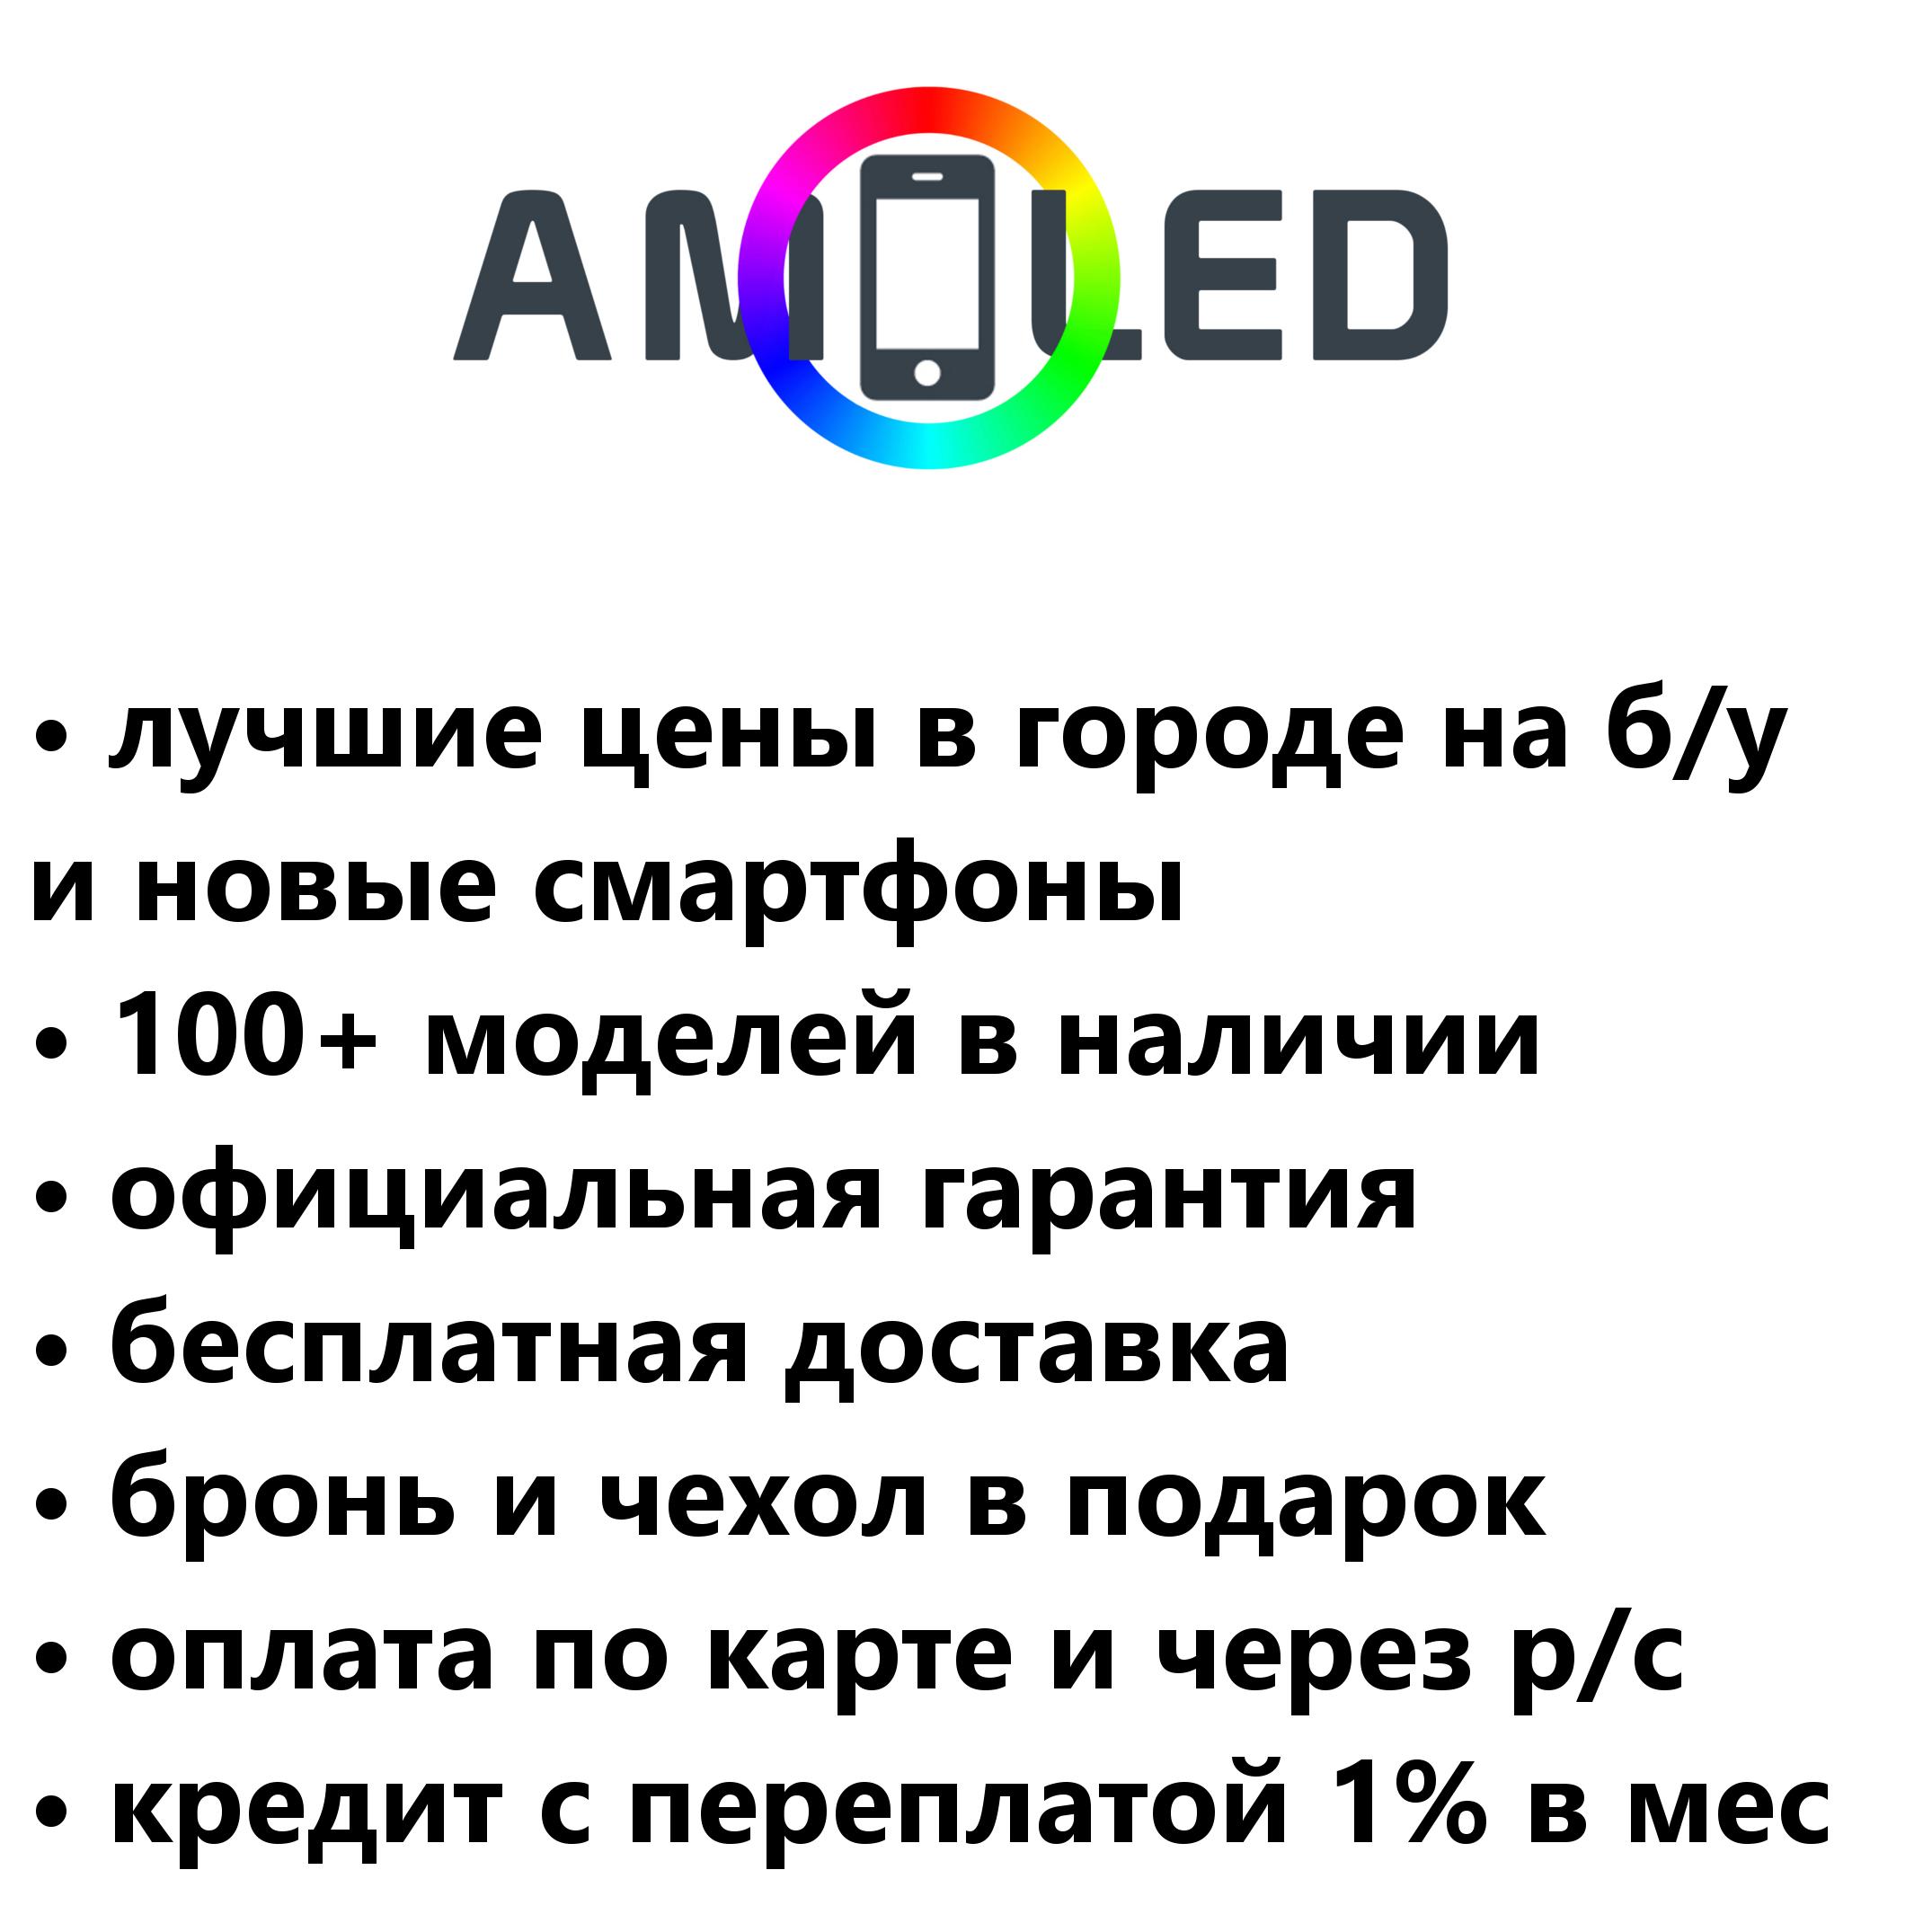 AMOLED
• лучшие цены в городе на б/у
и новые смартфоны
• 100+ моделей в наличии
• официальная гарантия
• бесплатная доставка
• бронь и чехол в подарок
• оплата по карте и через р/с
• кредит с переплатой 1% в мес